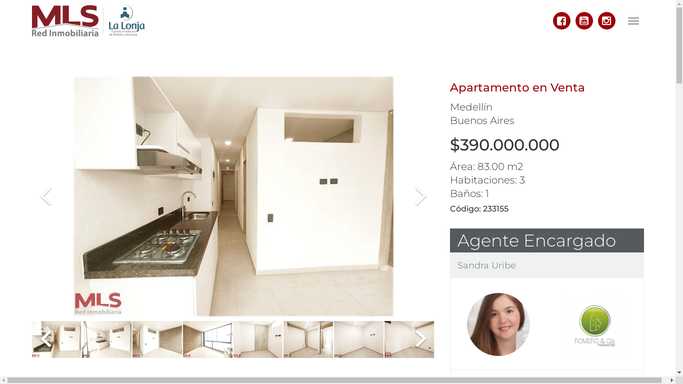 MLS
Red Inmobiliaria
La Lonja
Apartamento en Venta
Medellín
Buenos Aires
$390.000.000
Área: 83.00 m2
Habitaciones: 3
Baños: 1
Código: 233155
MLS
Red Inmobiliaria
Agente Encargado
Sandra Uribe